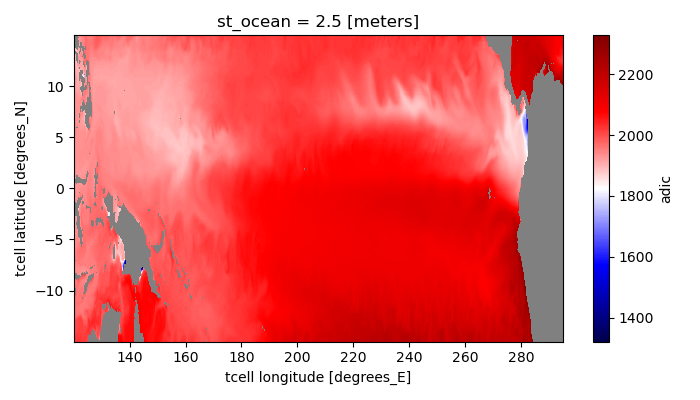 st_ocean = 2.5 [meters]
10
5
0
−5
−10
tcell latitude [degrees_N]
140 160 180 200 220 240 260 280
tcell longitude [degrees_E]
2200
2000
1800
1600
1400
adic